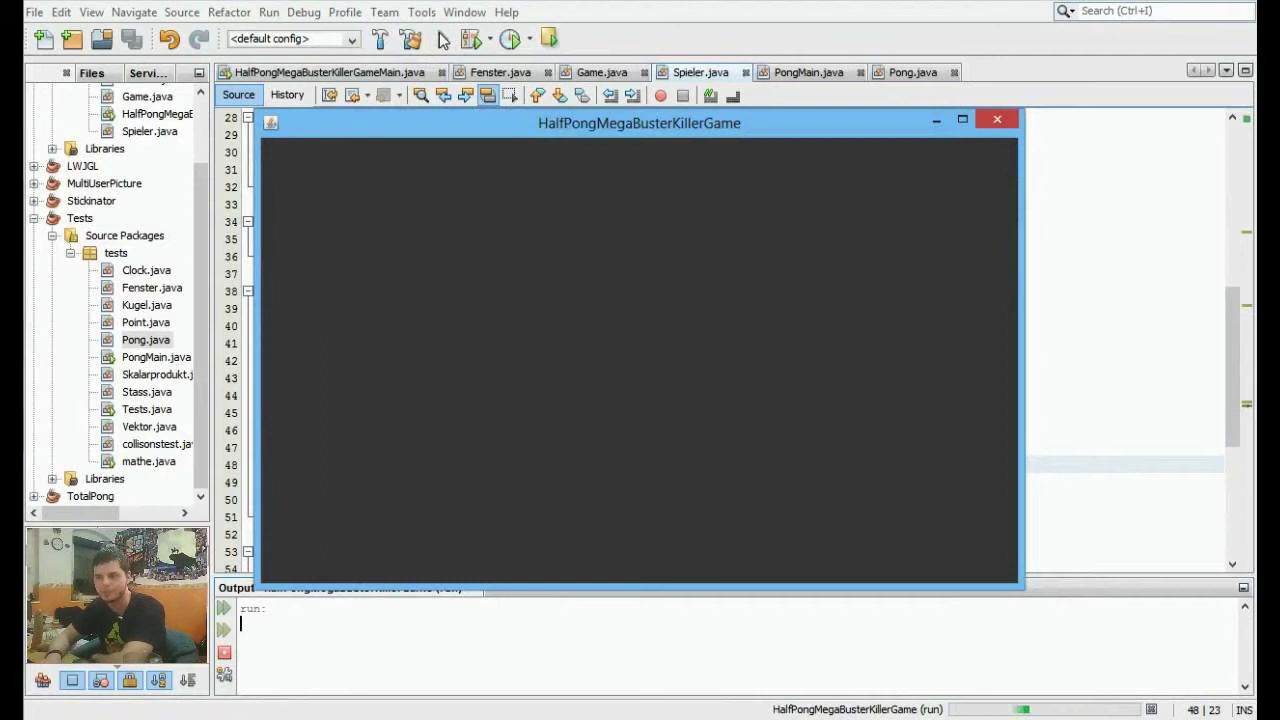 File Edit View Navigate Source Refactor Run Debug Profile Team Tools Window Help
Search (Ctrl+I)
<default config>
Files
Servi...
HalfPongMegaBusterKillerGameMain.java
Fenster.java
Game.java
Spieler.java
PongMain.java
Pong.java
Source
History
Game.java
HalfPongMegaE
Spieler.java
Libraries
LWJGL
MultiUserPicture
Stickinator
Tests
Source Packages
tests
Clock.java
Fenster.java
Kugel.java
Point.java
Pong.java
PongMain.java
Skalarprodukt.j
Stass.java
Tests.java
Vektor.java
collisonstest.jav
mathe.java
Libraries
TotalPong
28
29
30
31
32
33
34
35
36
37
38
39
40
41
42
43
44
45
46
47
48
49
50
51
52
53
54
HalfPongMegaBusterKillerGame
Output
run:
HalfPongMegaBusterKillerGame (run)
48 | 23
INS